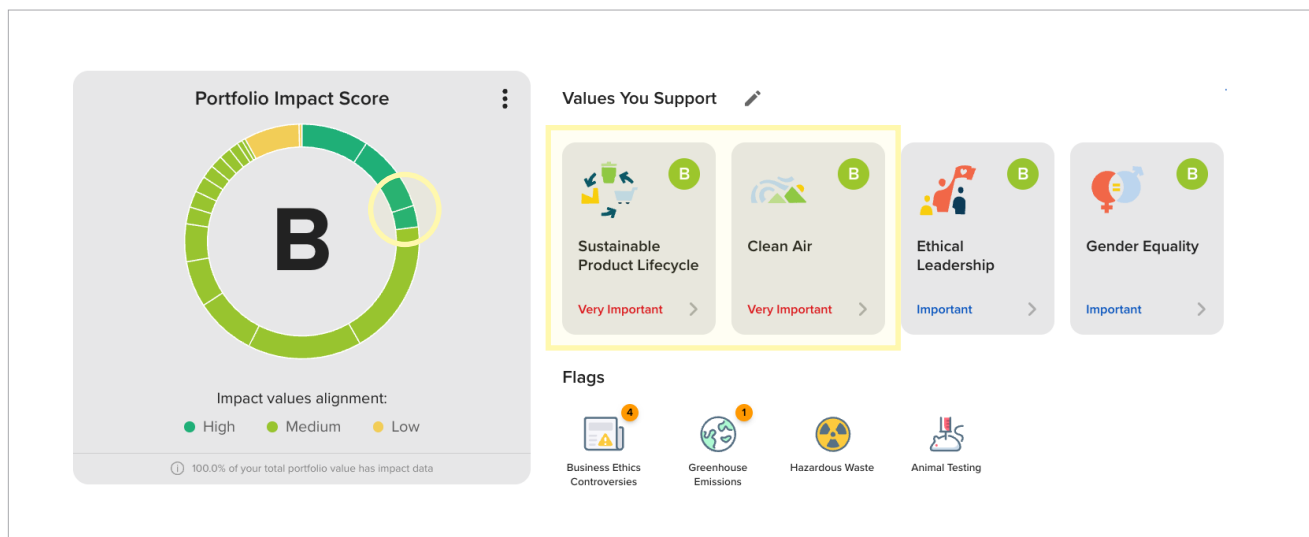 Portfolio Impact Score
B
Impact values alignment:
High
Medium
Low
100.0% of your total portfolio value has impact data
Values You Support
B
Sustainable
Product Lifecycle
Very Important
B
Clean Air
Very Important
B
Ethical
Leadership
Important
B
Gender Equality
Important
Flags
4
Business Ethics
Controversies
1
Greenhouse
Emissions
Hazardous Waste
Animal Testing